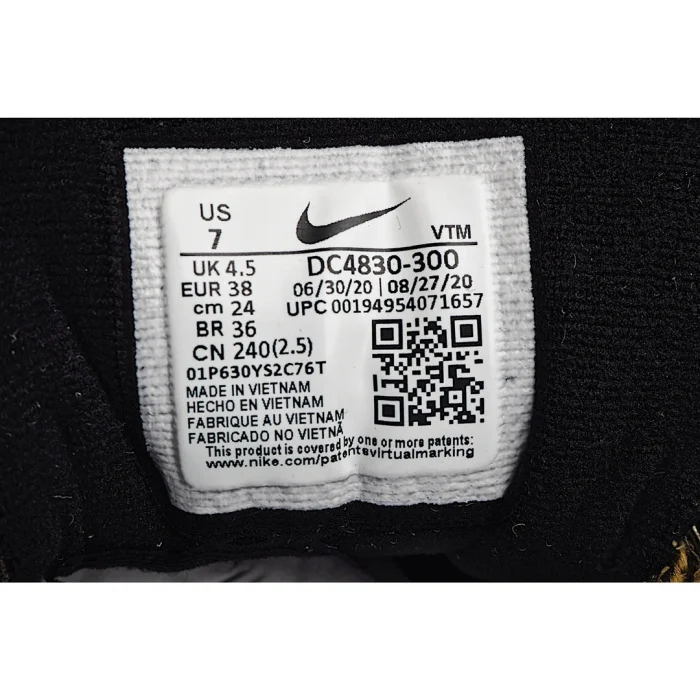 US
7
VTM
UK 4.5
DC4830-300
EUR 38
06/30/20 | 08/27/20
cm 24
UPC 00194954071657
BR 36
CN 240(2.5)
01P630YS2C76T
MADE IN VIETNAM
HECHO EN VIETNAM
FABRIQUE AU VIETNAM
FABRICADO NO VIETNÃ
This product is covered by one or more patents:
www.nike.com/patentsvirtualmarking